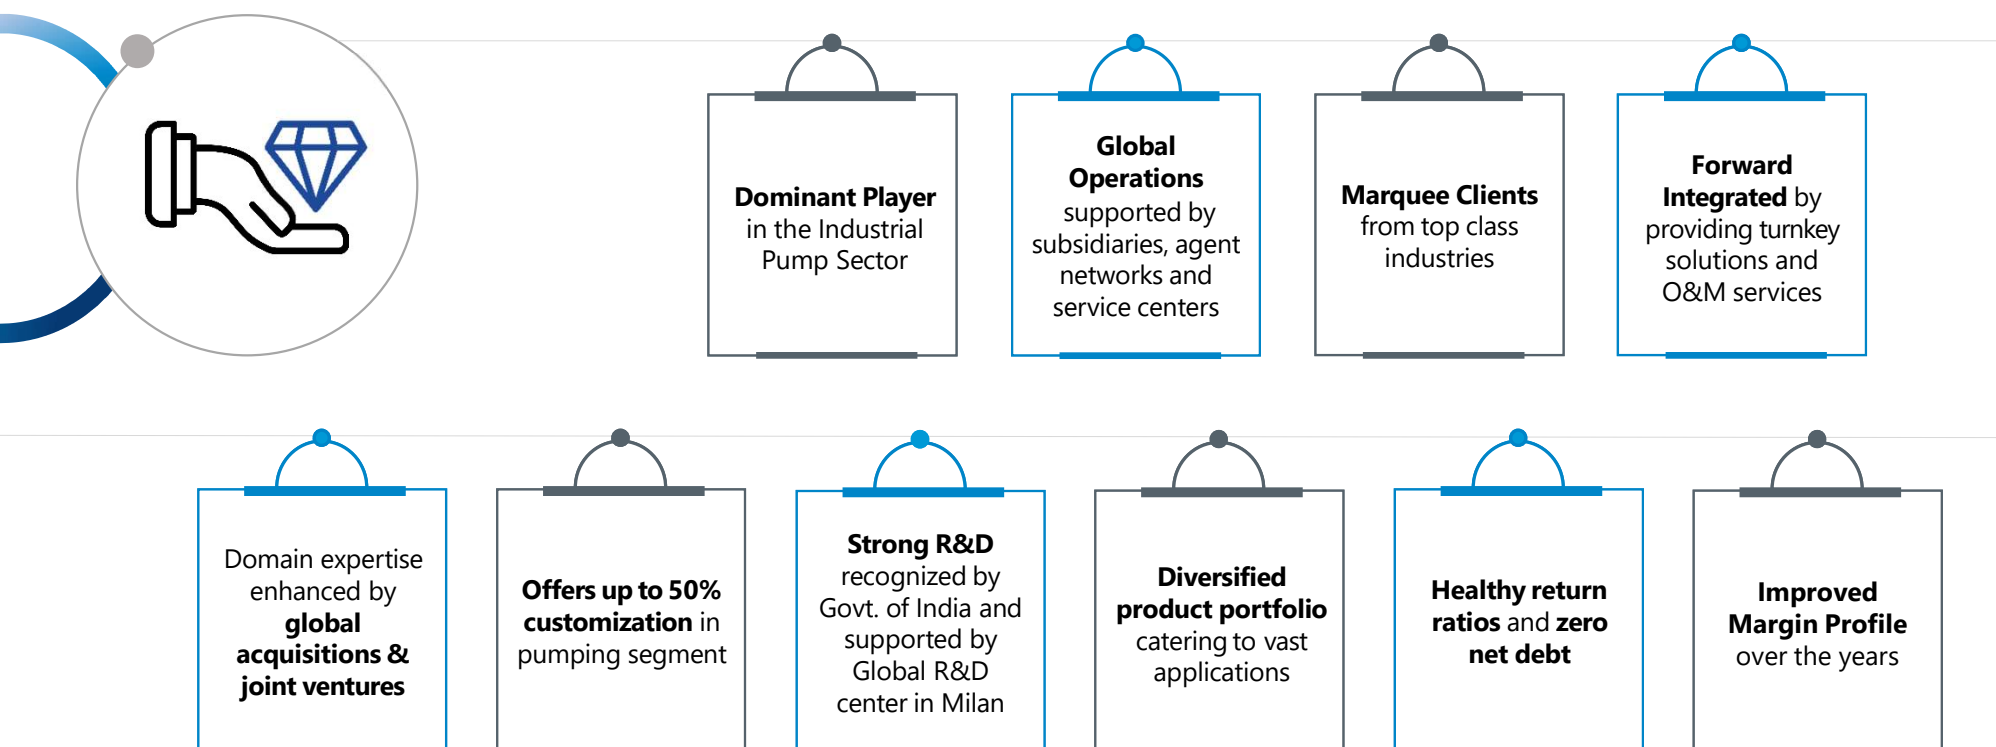 Dominant Player
in the Industrial
Pump Sector
Global
Operations
supported by
subsidiaries, agent
networks and
service centers
Marquee Clients
from top class
industries
Forward
Integrated by
providing turnkey
solutions and
O&M services
Domain expertise
enhanced by
global
acquisitions &
joint ventures
Offers up to 50%
customization in
pumping segment
Strong R&D
recognized by
Govt. of India and
supported by
Global R&D
center in Milan
Diversified
product portfolio
catering to vast
applications
Healthy return
ratios and zero
net debt
Improved
Margin Profile
over the years